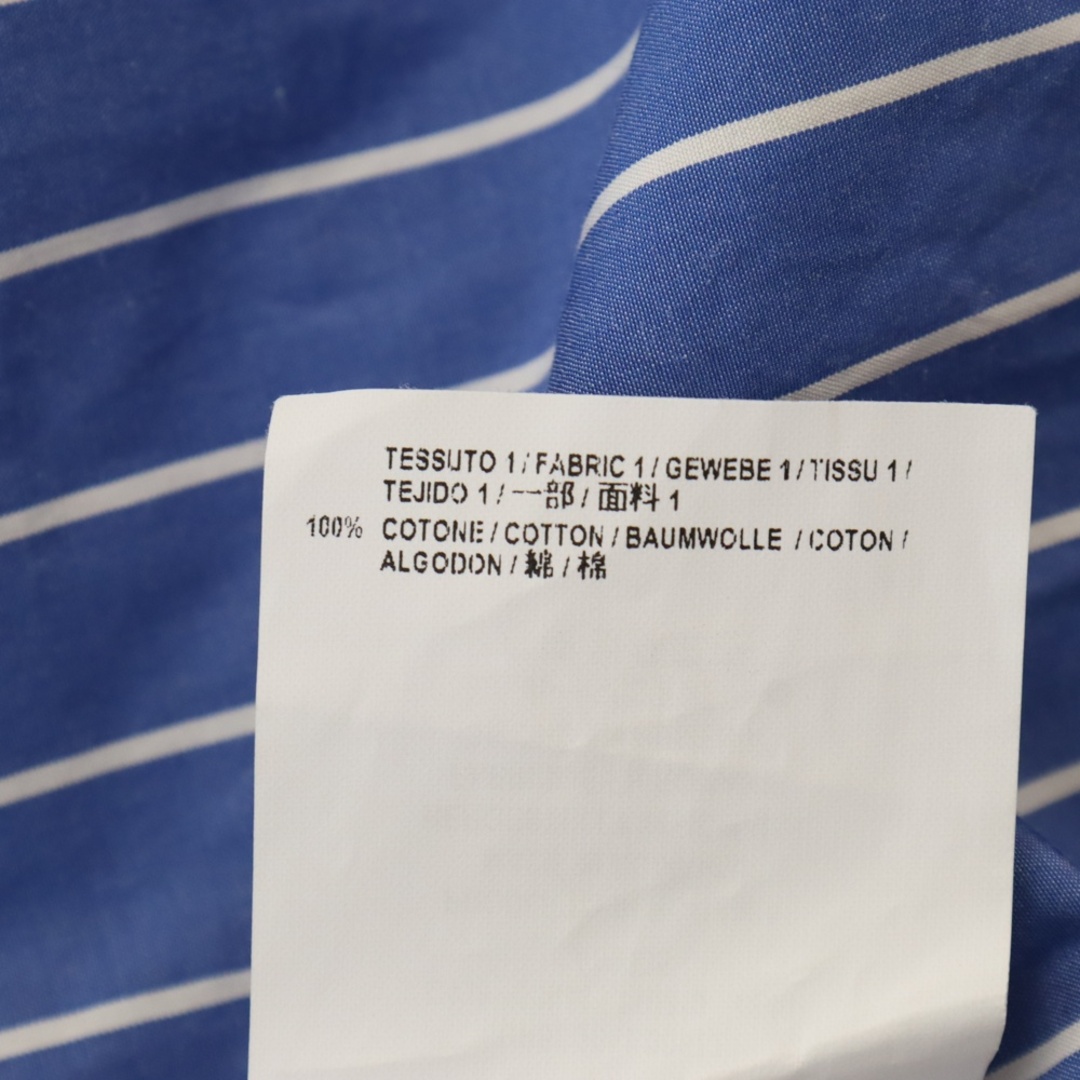 TESSUTO 1 / FABRIC 1 / GEWEBE 1 / TISSU 1 /
TEJIDO 1 / 一部 / 面料 1
100% COTONE / COTTON / BAUMWOLLE / COTON /
ALGODON / 綿 / 棉